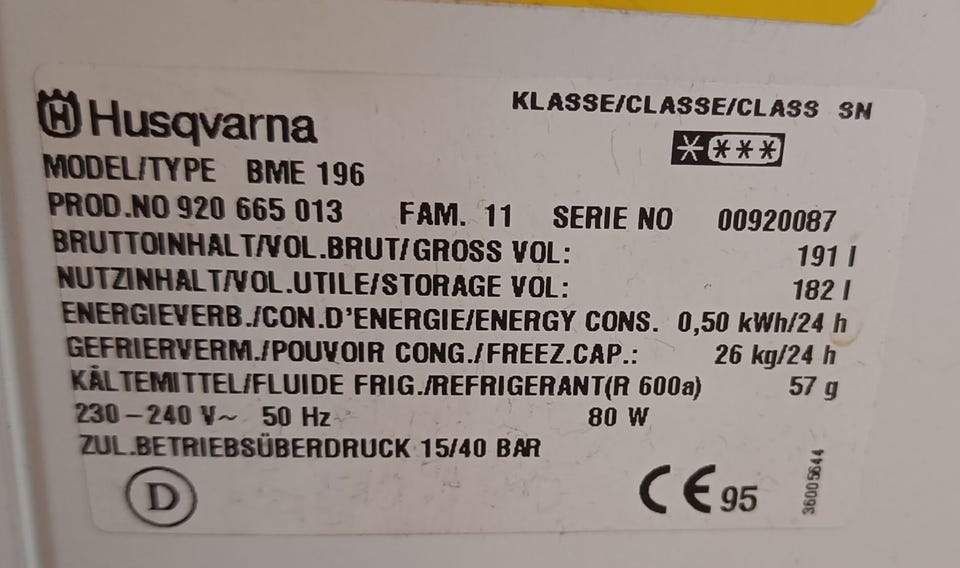 Husqvarna
KLASSE/CLASSE/CLASS SN
MODEL/TYPE BME 196
PROD.NO 920 665 013 FAM. 11 SERIE NO 00920087
BRUTTOINHALT/VOL.BRUT/GROSS VOL: 191 l
NUTZINHALT/VOL.UTILE/STORAGE VOL: 182 l
ENERGIEVERB./CON.D'ENERGIE/ENERGY CONS. 0,50 kWh/24 h
GEFRIERVERM./POUVOIR CONG./FREEZ.CAP.: 26 kg/24 h
KÄLTEMITTEL/FLUIDE FRIG./REFRIGERANT(R 600a) 57 g
230–240 V~ 50 Hz 80 W
ZUL.BETRIEBSÜBERDRUCK 15/40 BAR
D
CE 95
36005644